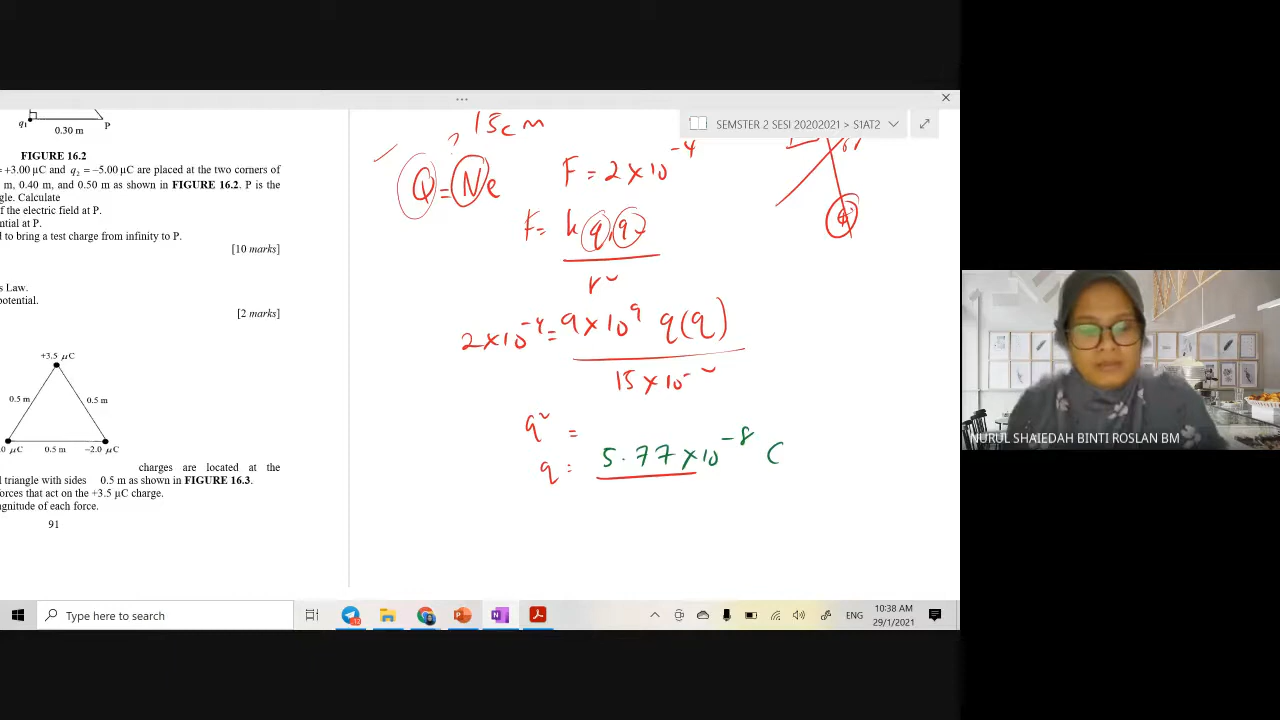 q1
0.30 m
P
FIGURE 16.2
= +3.00 µC and q2 = −5.00 µC are placed at the two corners of
m, 0.40 m, and 0.50 m as shown in FIGURE 16.2. P is the
gle. Calculate
of the electric field at P.
ential at P.
d to bring a test charge from infinity to P.
[10 marks]
s Law.
potential.
[2 marks]
+3.5 µC
0.5 m
0.5 m
.0 µC
0.5 m
−2.0 µC
charges are located at the
l triangle with sides 0.5 m as shown in FIGURE 16.3.
forces that act on the +3.5 µC charge.
gnitude of each force.
91
SEMSTER 2 SESI 20202021 > S1AT2
15cm
Q = Ne
F = 2×10⁻⁴
F = k q q
r²
2×10⁻⁴ = 9×10⁹ q(q)
15×10⁻²
q² =
q = 5.77×10⁻⁸ C
NURUL SHAIEDAH BINTI ROSLAN BM
Type here to search
ENG
10:38 AM
29/1/2021